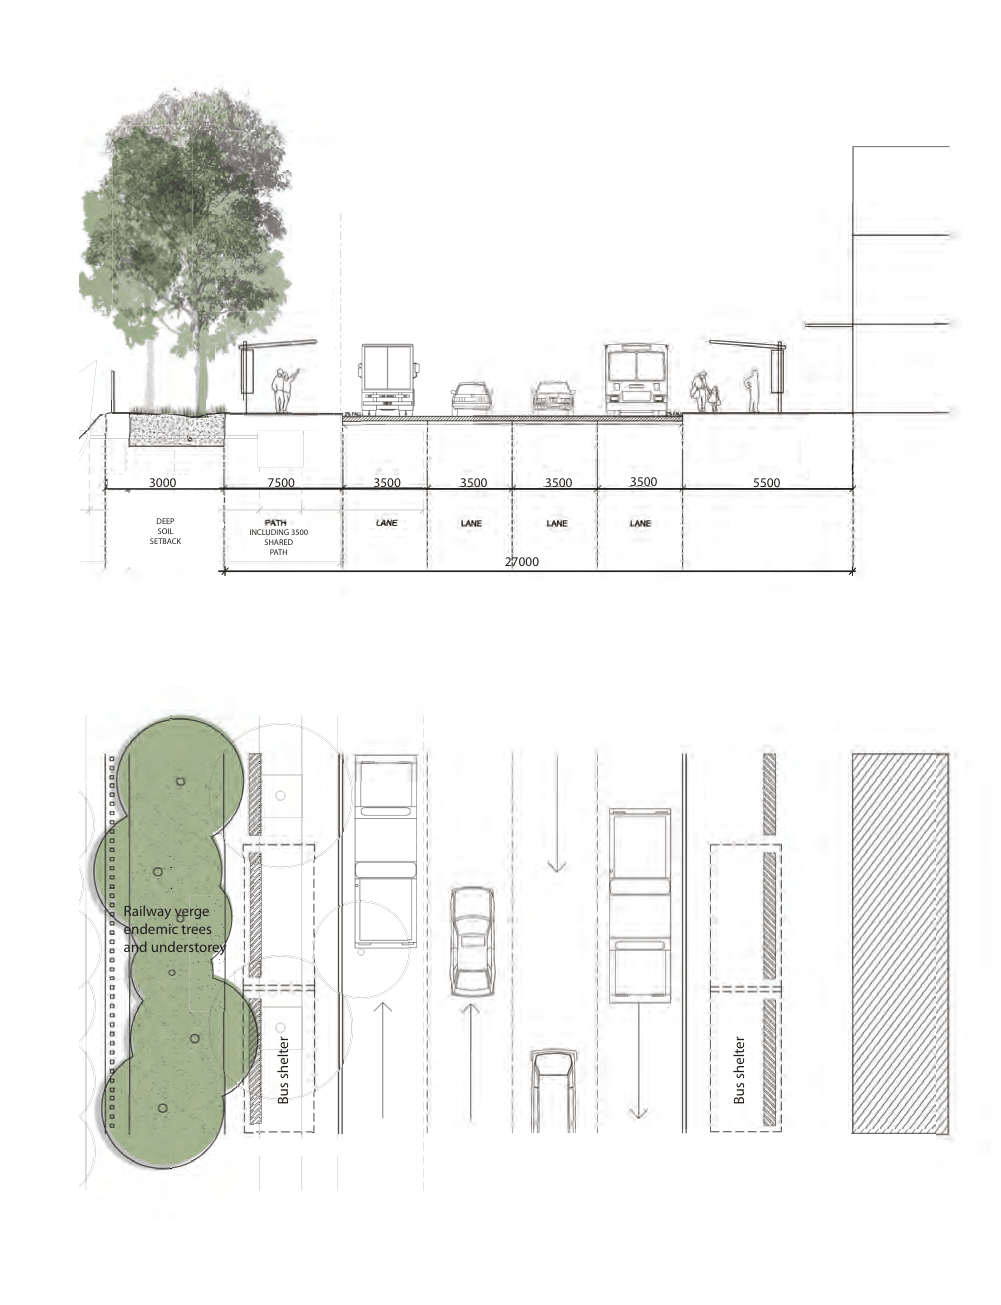 3000
7500
3500
3500
3500
3500
5500
DEEP
SOIL
SETBACK
PATH
INCLUDING 3500
SHARED
PATH
LANE
LANE
LANE
LANE
27000
Railway verge
endemic trees
and understorey
Bus shelter
Bus shelter